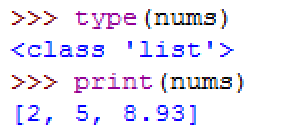 >>> type(nums)
<class 'list'>
>>> print(nums)
[2, 5, 8.93]